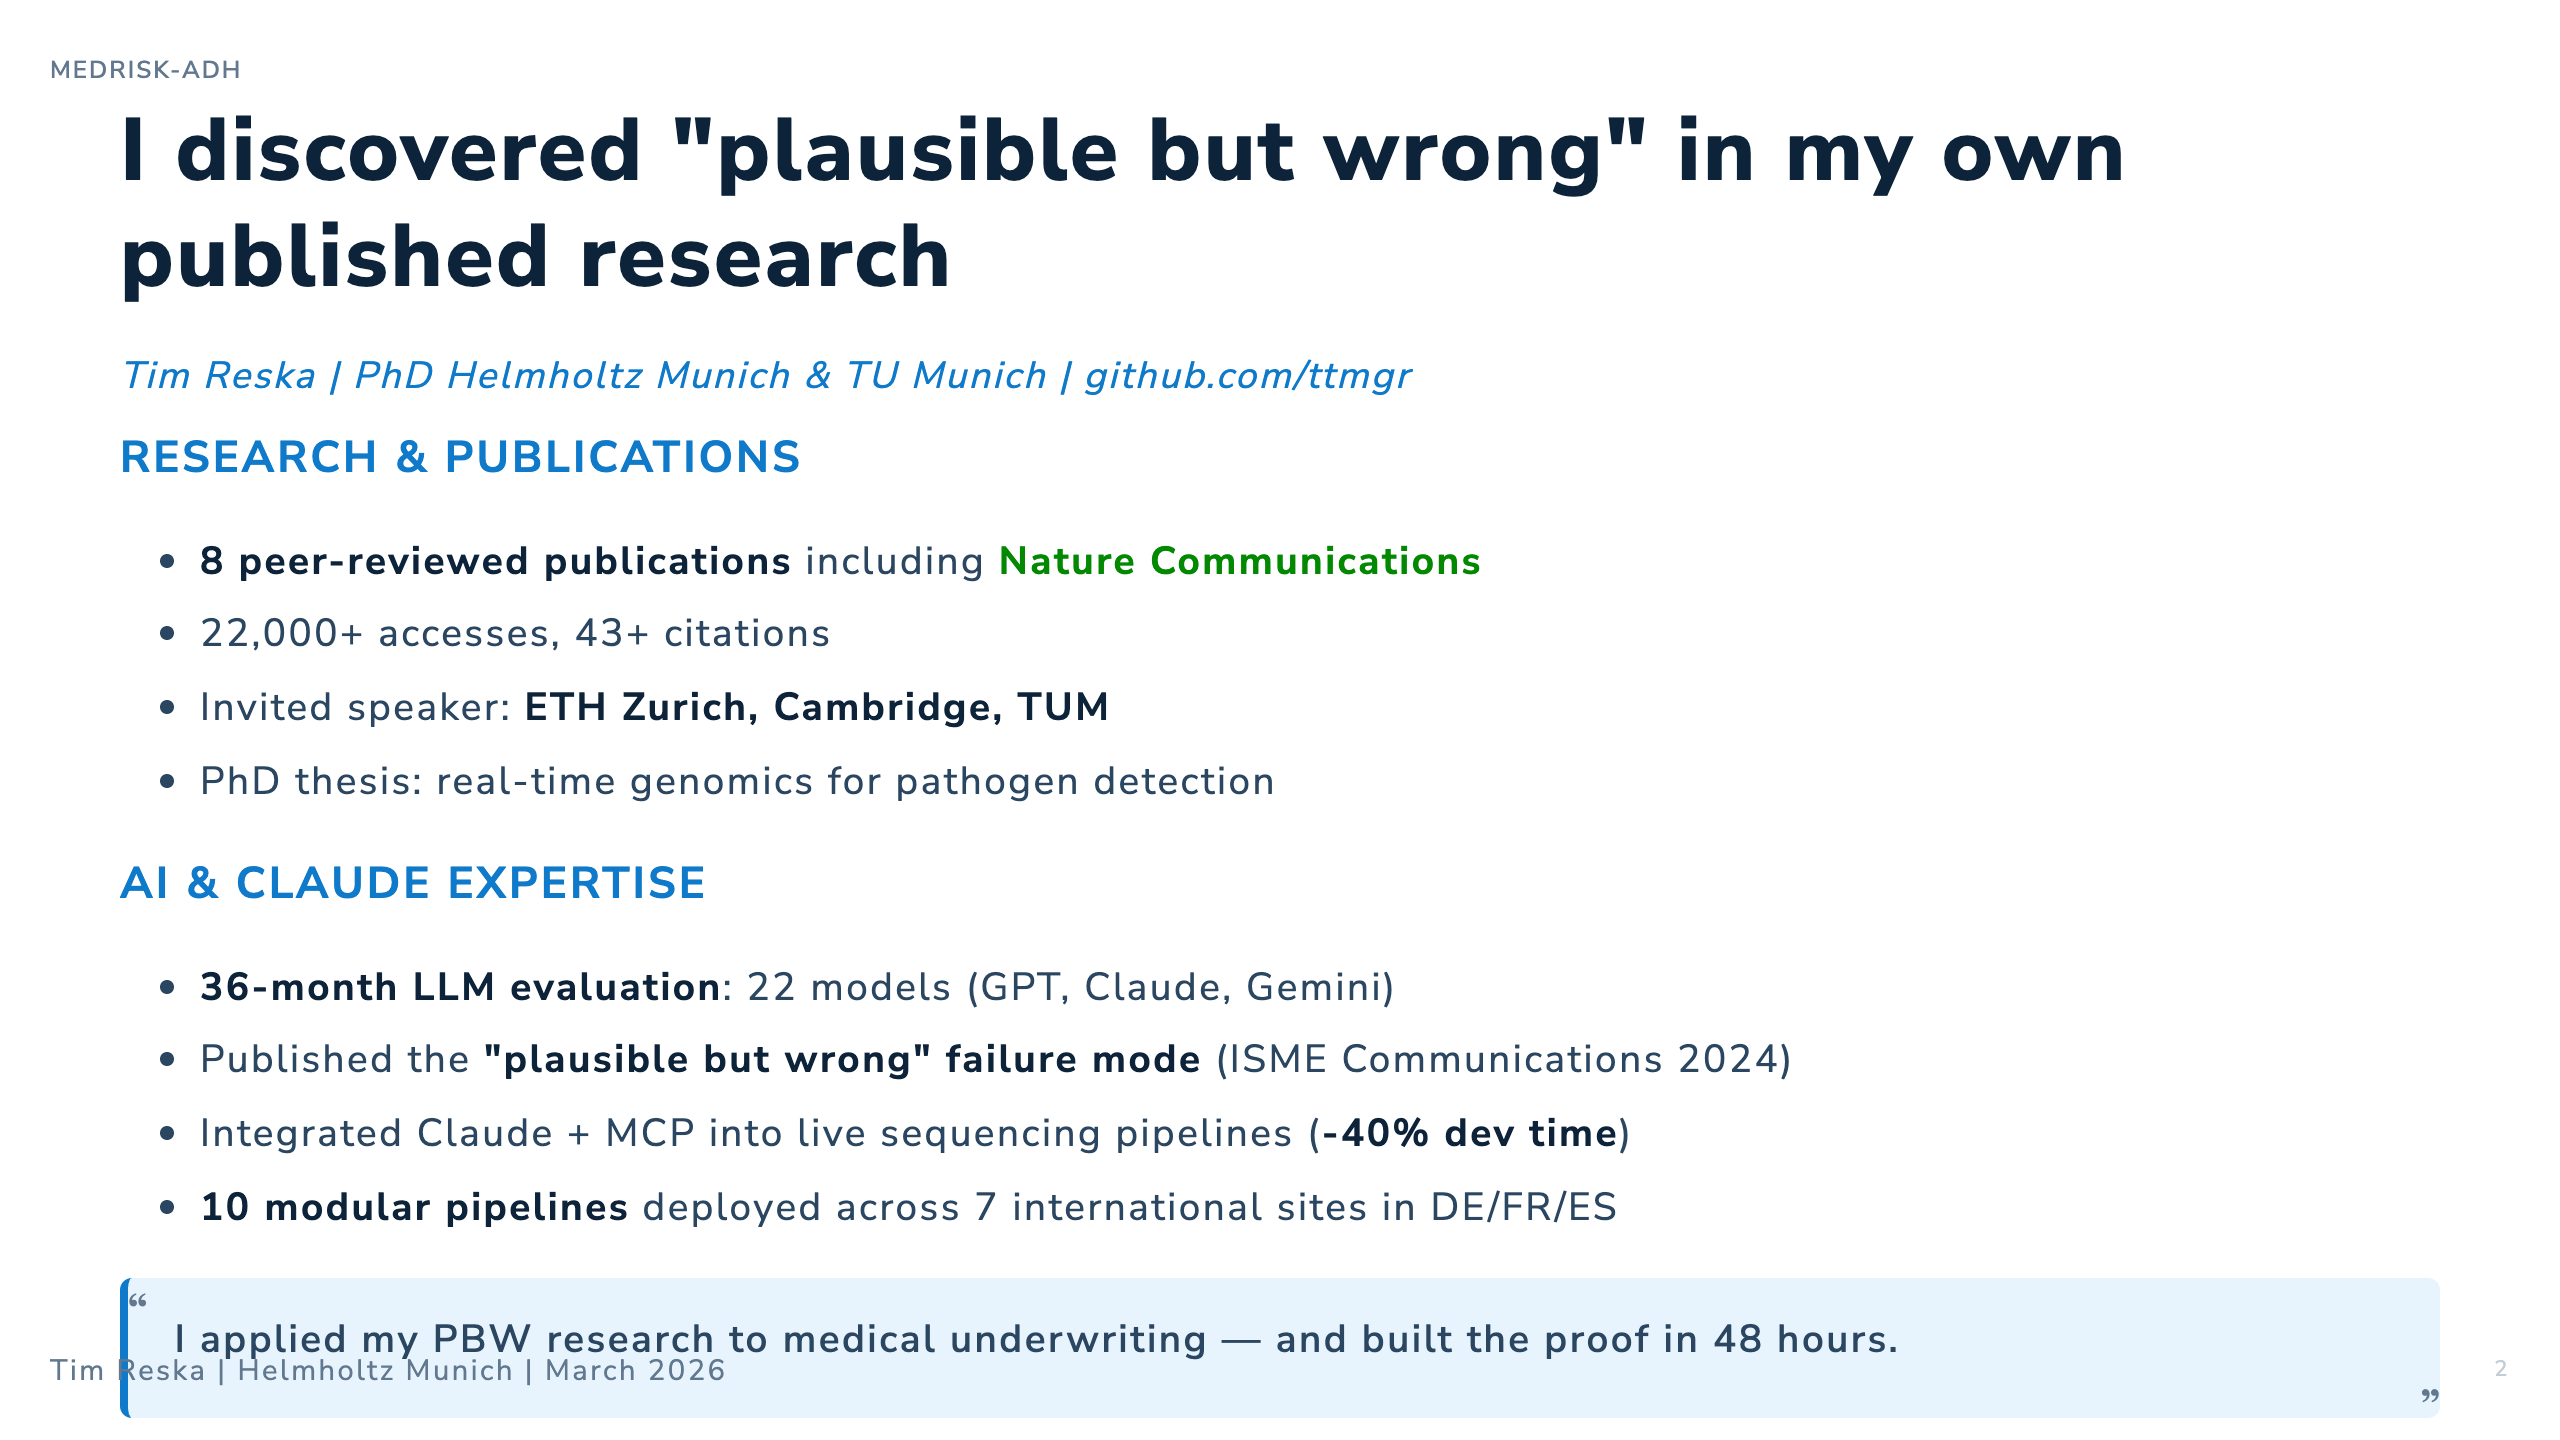 MEDRISK-ADH
I discovered "plausible but wrong" in my own
published research
Tim Reska | PhD Helmholtz Munich & TU Munich | github.com/ttmgr
RESEARCH & PUBLICATIONS
• 8 peer-reviewed publications including Nature Communications
• 22,000+ accesses, 43+ citations
• Invited speaker: ETH Zurich, Cambridge, TUM
• PhD thesis: real-time genomics for pathogen detection
AI & CLAUDE EXPERTISE
• 36-month LLM evaluation: 22 models (GPT, Claude, Gemini)
• Published the "plausible but wrong" failure mode (ISME Communications 2024)
• Integrated Claude + MCP into live sequencing pipelines (-40% dev time)
• 10 modular pipelines deployed across 7 international sites in DE/FR/ES
“
I applied my PBW research to medical underwriting — and built the proof in 48 hours.
”
Tim Reska | Helmholtz Munich | March 2026
2